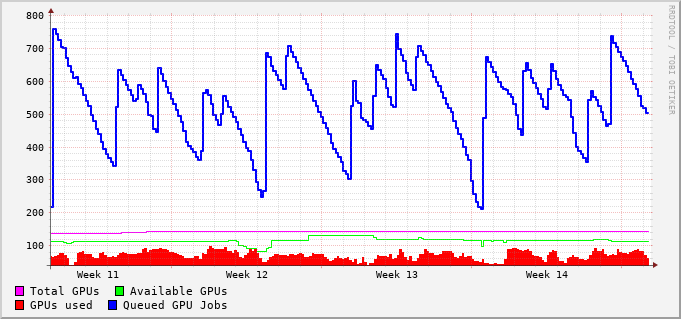 800
700
600
500
400
300
200
100
Week 11 Week 12 Week 13 Week 14
Total GPUs Available GPUs
GPUs used Queued GPU Jobs
RRDTOOL / TOBI OETIKER